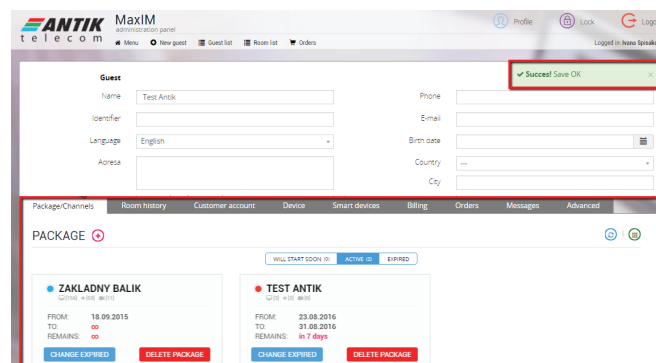 ANTIK
telecom
MaxIM
administration panel
Profile
Lock
Logo
Menu
New guest
Guest list
Room list
Orders
Logged in: Ivana Spisako
Succes! Save OK
×
Guest
Name
Test Antik
Phone
Identifier
E-mail
Language
English
Birth date
Adresa
Country
---
City
Package/Channels
Room history
Customer account
Device
Smart devices
Billing
Orders
Messages
Advanced
PACKAGE
WILL START SOON (0)
ACTIVE (2)
EXPIRED
ZAKLADNY BALIK
TEST ANTIK
FROM: 18.09.2015
TO: ∞
REMAINS: ∞
FROM: 23.08.2016
TO: 31.08.2016
REMAINS: in 7 days
CHANGE EXPIRED
DELETE PACKAGE
CHANGE EXPIRED
DELETE PACKAGE